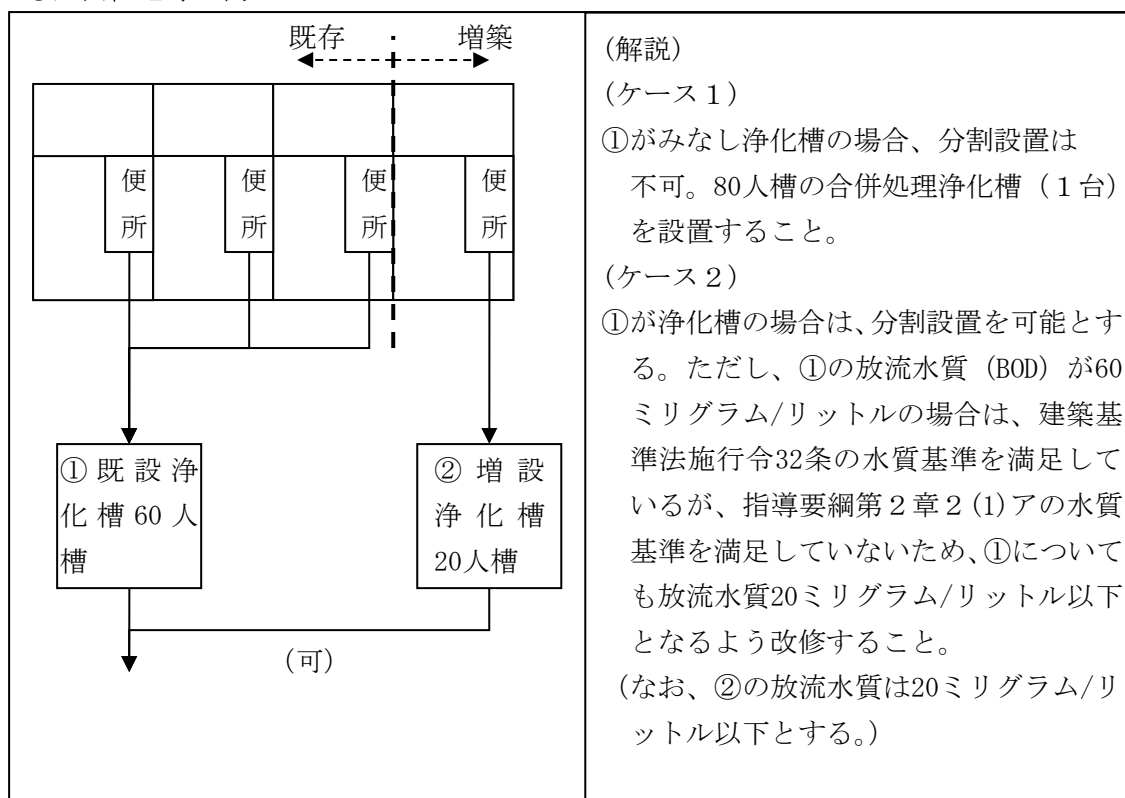 既存
増築
便所
便所
便所
便所
①既設浄
化槽60人
槽
②増設
浄化槽
20人槽
(可)
(解説)
(ケース1)
①がみなし浄化槽の場合、分割設置は
不可。80人槽の合併処理浄化槽(1台)
を設置すること。
(ケース2)
①が浄化槽の場合は、分割設置を可能とす
る。ただし、①の放流水質(BOD)が60
ミリグラム/リットルの場合は、建築基
準法施行令32条の水質基準を満足して
いるが、指導要綱第2章2(1)アの水質
基準を満足していないため、①について
も放流水質20ミリグラム/リットル以下
となるよう改修すること。
(なお、②の放流水質は20ミリグラム/リ
ットル以下とする。)